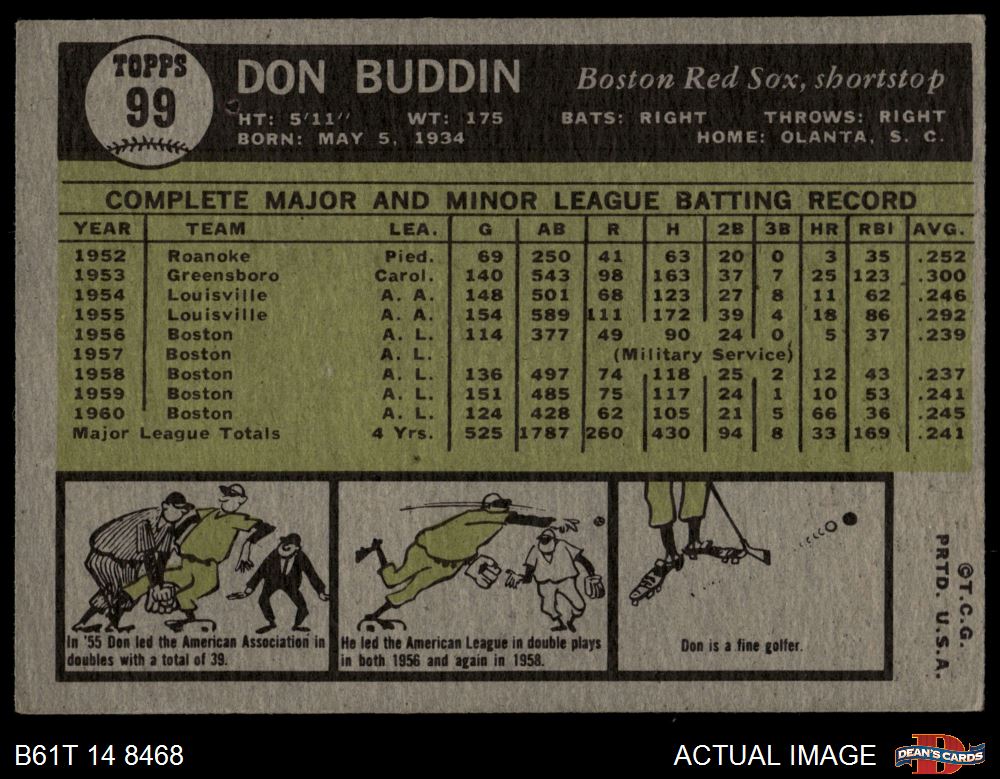 TOPPS
99
DON BUDDIN Boston Red Sox, shortstop
HT: 5'11" WT: 175 BATS: RIGHT THROWS: RIGHT
BORN: MAY 5, 1934 HOME: OLANTA, S. C.
COMPLETE MAJOR AND MINOR LEAGUE BATTING RECORD
YEAR TEAM LEA. G AB R H 2B 3B HR RBI AVG.
1952 Roanoke Pied. 69 250 41 63 20 0 3 35 .252
1953 Greensboro Carol. 140 543 98 163 37 7 25 123 .300
1954 Louisville A. A. 148 501 68 123 27 8 11 62 .246
1955 Louisville A. A. 154 589 111 172 39 4 18 86 .292
1956 Boston A. L. 114 377 49 90 24 0 5 37 .239
1957 Boston A. L. (Military Service)
1958 Boston A. L. 136 497 74 118 25 2 12 43 .237
1959 Boston A. L. 151 485 75 117 24 1 10 53 .241
1960 Boston A. L. 124 428 62 105 21 5 66 36 .245
Major League Totals 4 Yrs. 525 1787 260 430 94 8 33 169 .241
In '55 Don led the American Association in
doubles with a total of 39.
He led the American League in double plays
in both 1956 and again in 1958.
Don is a fine golfer.
©T.C.G.
PRTD. U.S.A.
B61T 14 8468 ACTUAL IMAGE
DEAN'S CARDS